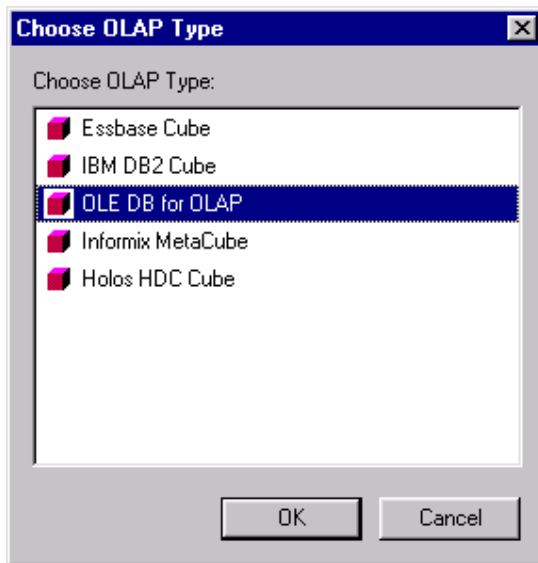 Choose OLAP Type
Choose OLAP Type:
Essbase Cube
IBM DB2 Cube
OLE DB for OLAP
Informix MetaCube
Holos HDC Cube
OK Cancel